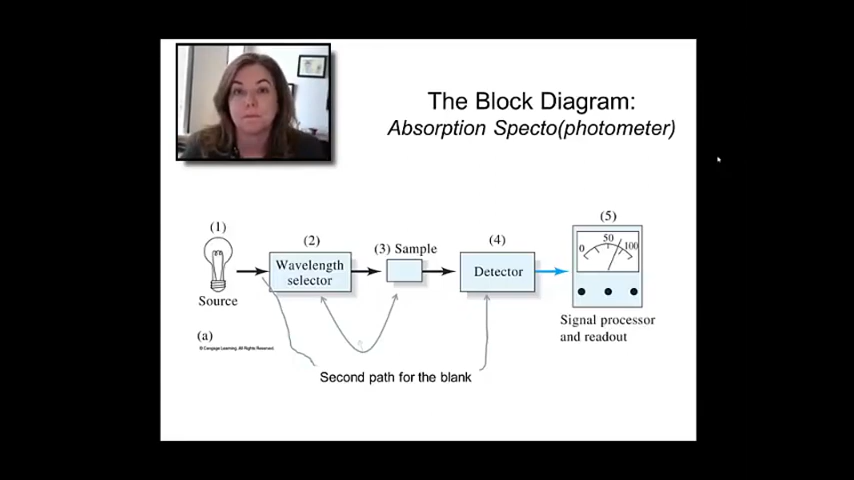 The Block Diagram:
Absorption Specto(photometer)
(1)
(2)
(3) Sample
(4)
(5)
0
50
100
Wavelength
selector
Detector
Source
Signal processor
and readout
(a)
© Cengage Learning. All Rights Reserved.
Second path for the blank